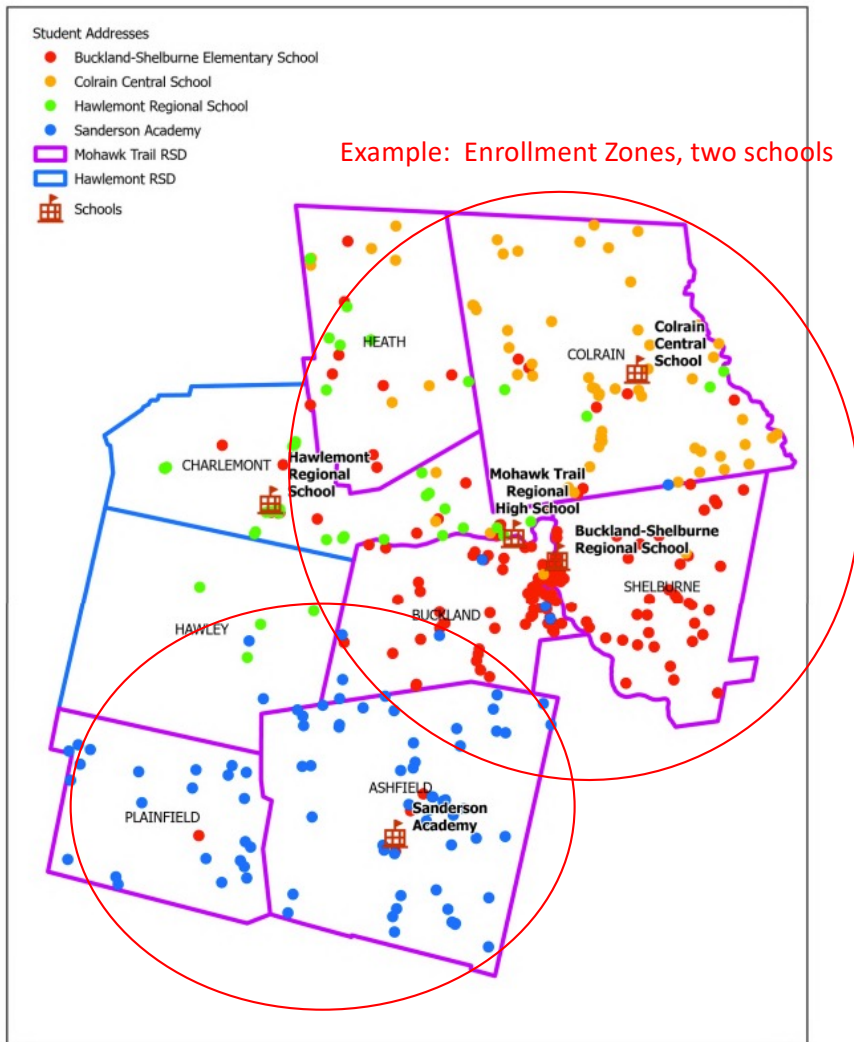 Student Addresses
Buckland-Shelburne Elementary School
Colrain Central School
Hawlemont Regional School
Sanderson Academy
Mohawk Trail RSD
Hawlemont RSD
Schools
Example: Enrollment Zones, two schools
HEATH
COLRAIN
Colrain
Central
School
CHARLEMONT
Hawlemont
Regional
School
Mohawk Trail
Regional
High School
Buckland-Shelburne
Regional School
SHELBURNE
BUCKLAND
HAWLEY
ASHFIELD
Sanderson
Academy
PLAINFIELD